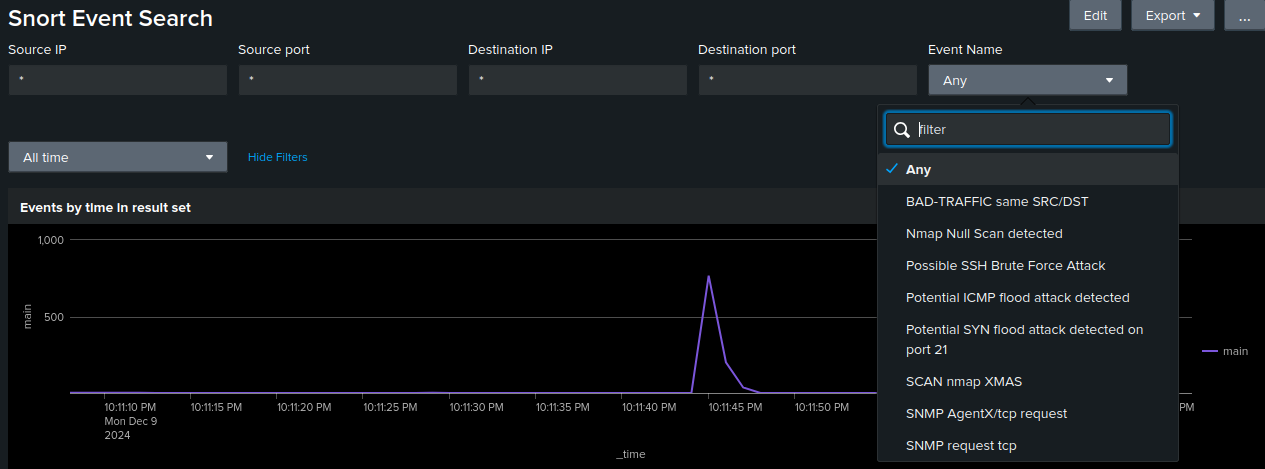 Snort Event Search
Edit
Export
...
Source IP
Source port
Destination IP
Destination port
Event Name
*
*
*
*
Any
filter
All time
Hide Filters
Any
BAD-TRAFFIC same SRC/DST
Nmap Null Scan detected
Possible SSH Brute Force Attack
Potential ICMP flood attack detected
Potential SYN flood attack detected on
port 21
SCAN nmap XMAS
SNMP AgentX/tcp request
SNMP request tcp
Events by time in result set
1,000
500
main
main
10:11:10 PM
Mon Dec 9
2024
10:11:15 PM
10:11:20 PM
10:11:25 PM
10:11:30 PM
10:11:35 PM
10:11:40 PM
10:11:45 PM
10:11:50 PM
PM
_time